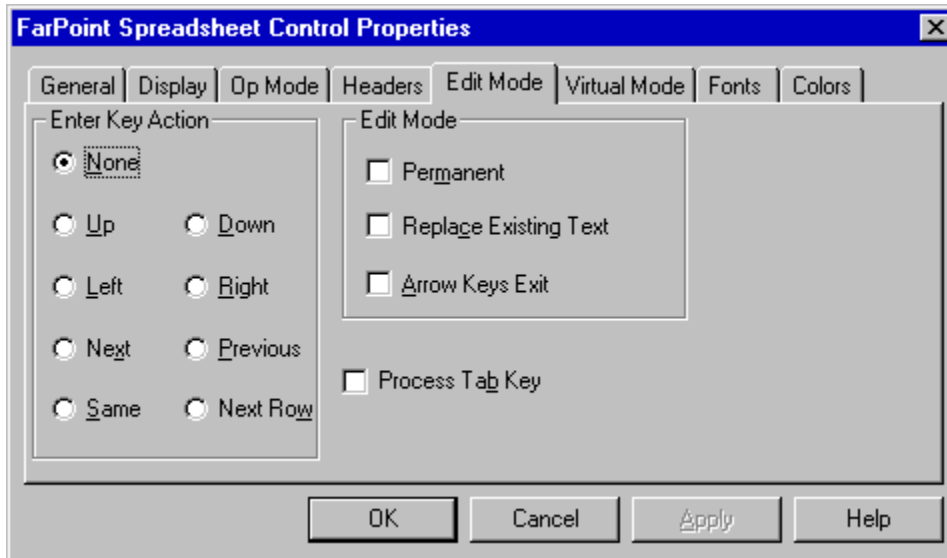 FarPoint Spreadsheet Control Properties
General Display Op Mode Headers Edit Mode Virtual Mode Fonts Colors
Enter Key Action
None
Up Down
Left Right
Next Previous
Same Next Row
Edit Mode
Permanent
Replace Existing Text
Arrow Keys Exit
Process Tab Key
OK Cancel Apply Help